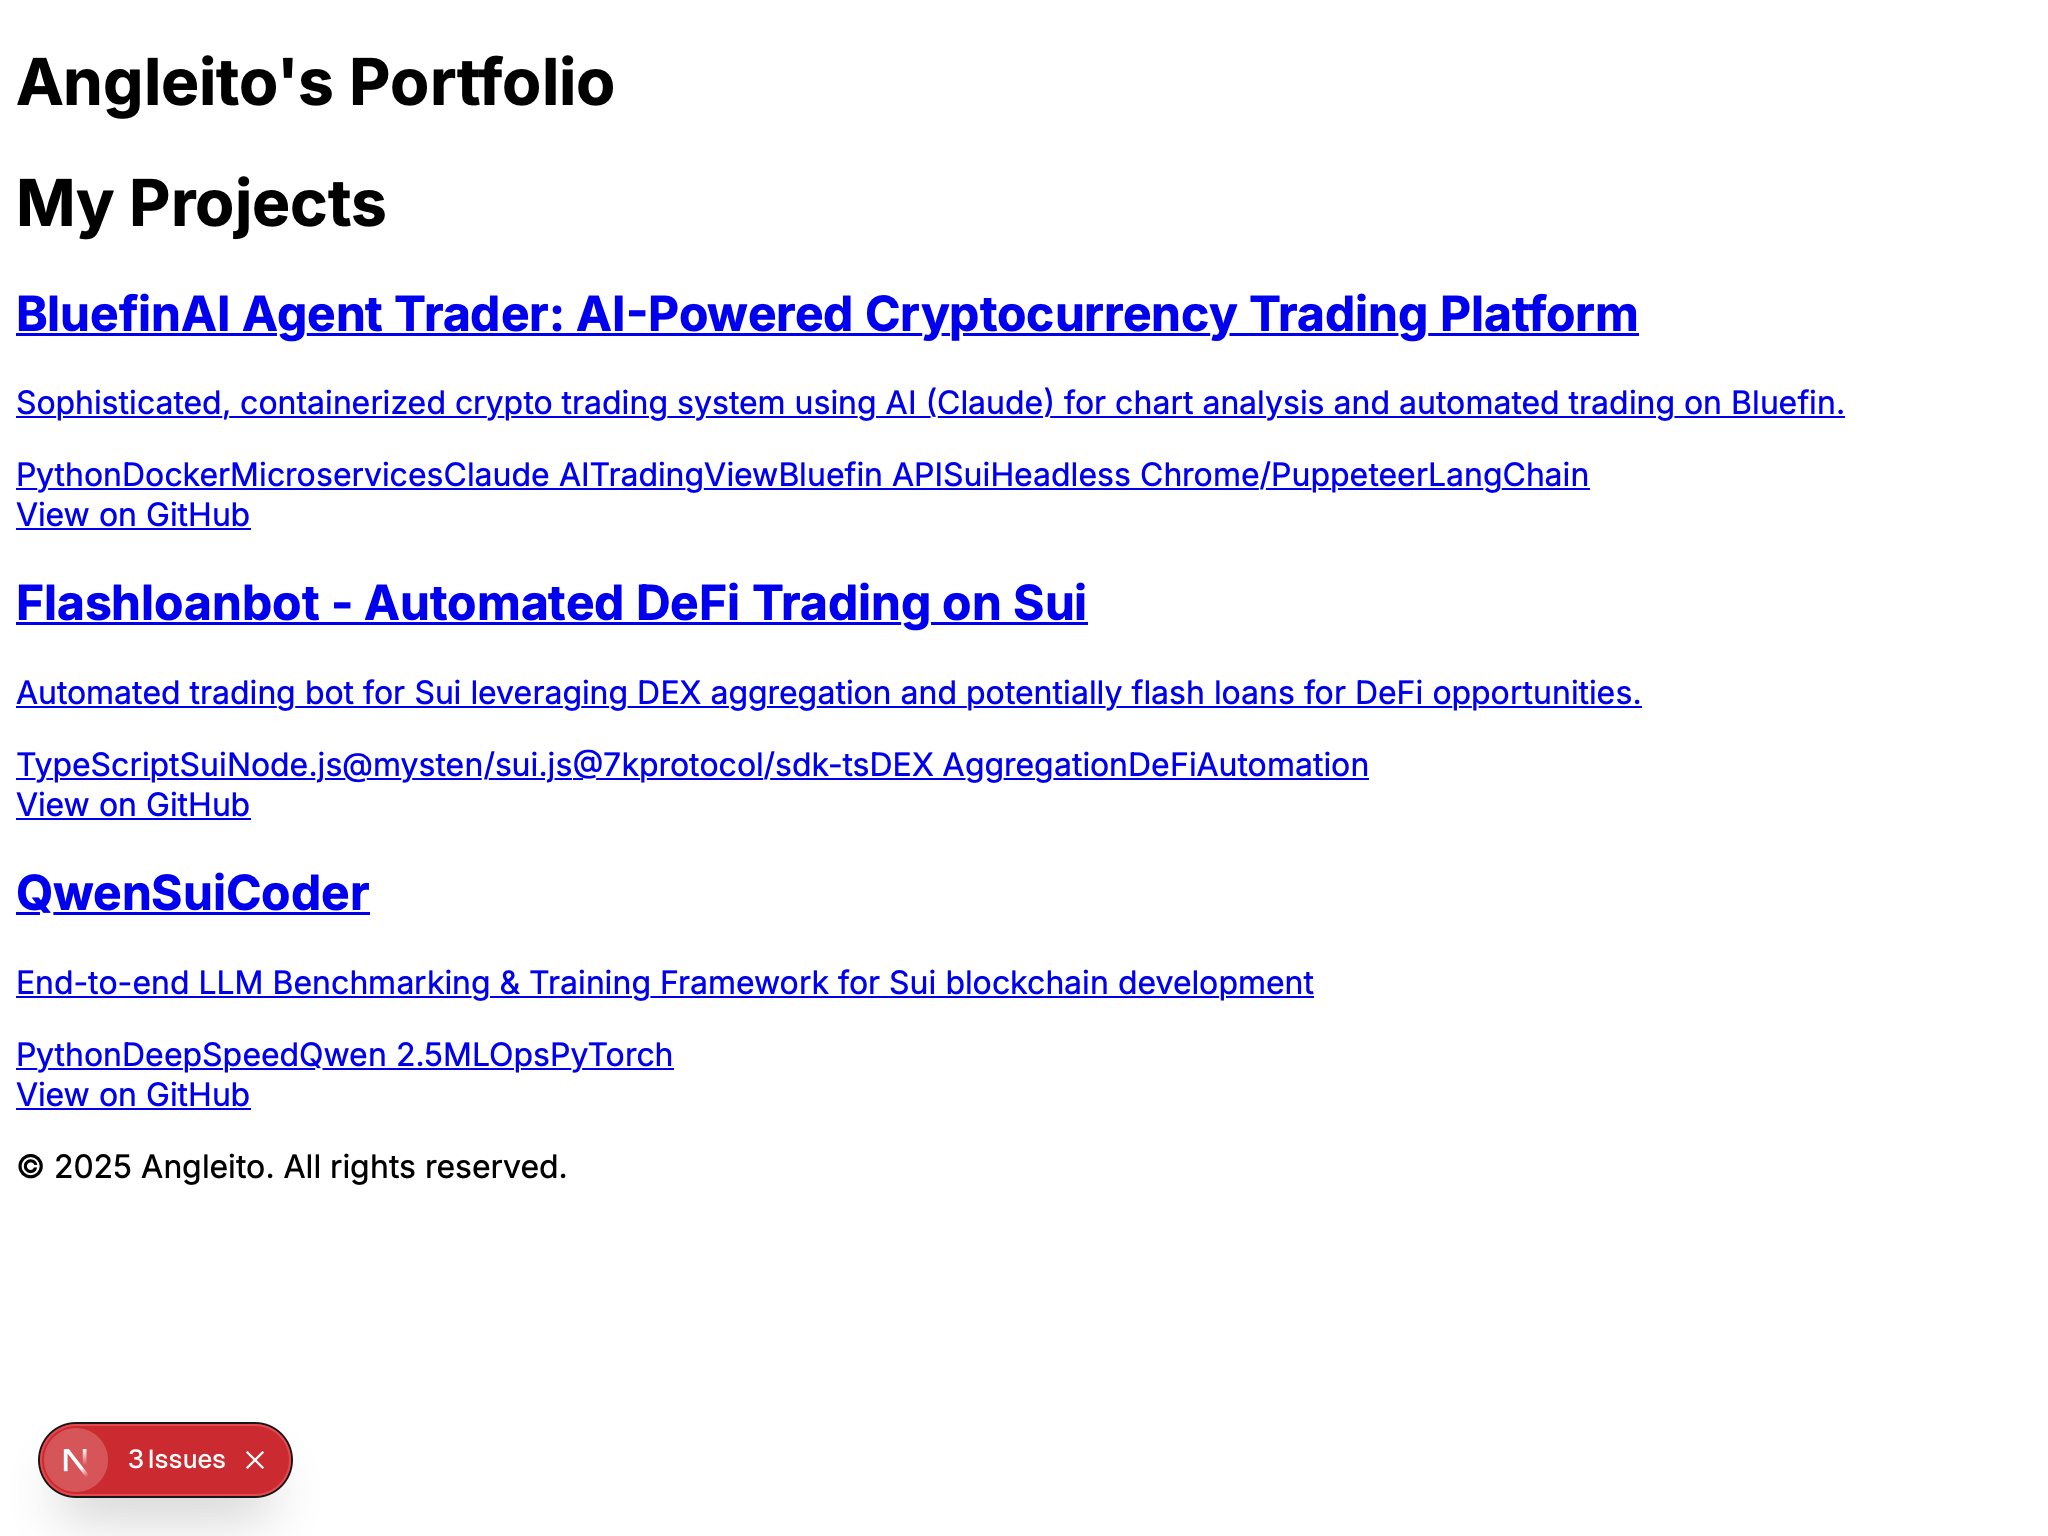 Angleito's Portfolio
My Projects
BluefinAI Agent Trader: AI-Powered Cryptocurrency Trading Platform
Sophisticated, containerized crypto trading system using AI (Claude) for chart analysis and automated trading on Bluefin.
PythonDockerMicroservicesClaude AITradingViewBluefin APISuiHeadless Chrome/PuppeteerLangChain
View on GitHub
Flashloanbot - Automated DeFi Trading on Sui
Automated trading bot for Sui leveraging DEX aggregation and potentially flash loans for DeFi opportunities.
TypeScriptSuiNode.js@mysten/sui.js@7kprotocol/sdk-tsDEX AggregationDeFiAutomation
View on GitHub
QwenSuiCoder
End-to-end LLM Benchmarking & Training Framework for Sui blockchain development
PythonDeepSpeedQwen 2.5MLOpsPyTorch
View on GitHub
© 2025 Angleito. All rights reserved.
N 3 Issues